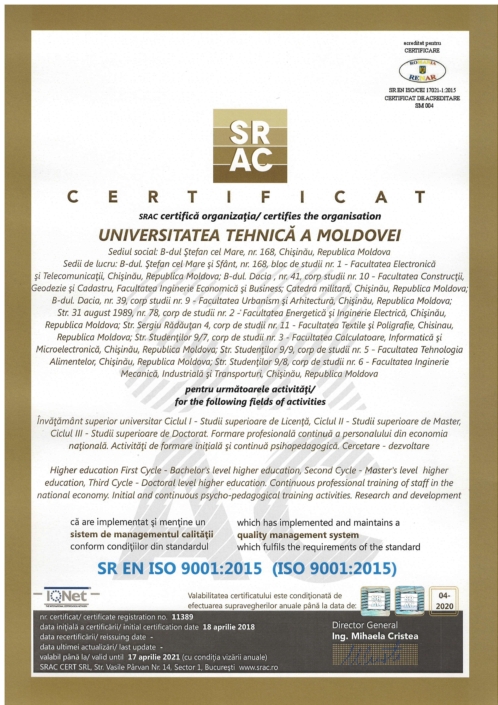 acreditat pentru
CERTIFICARE
ROMANIA
RENAR
SR EN ISO/CEI 17021-1:2015
CERTIFICAT DE ACREDITARE
SM 004
SR
AC
CERTIFICAT
SRAC certifică organizaţia/ certifies the organisation
UNIVERSITATEA TEHNICĂ A MOLDOVEI
Sediul social: B-dul Ştefan cel Mare, nr. 168, Chişinău, Republica Moldova
Sedii de lucru: B-dul. Ştefan cel Mare şi Sfânt, nr. 168, bloc de studii nr. 1 - Facultatea Electronică
şi Telecomunicaţii, Chişinău, Republica Moldova; B-dul. Dacia , nr. 41, corp studii nr. 10 - Facultatea Construcţii,
Geodezie şi Cadastru, Facultatea Inginerie Economică şi Business; Catedra militară, Chişinău, Republica Moldova;
B-dul. Dacia, nr. 39, corp studii nr. 9 - Facultatea Urbanism şi Arhitectură, Chişinău, Republica Moldova;
Str. 31 august 1989, nr. 78, corp de studii nr. 2 - Facultatea Energetică şi Inginerie Electrică, Chişinău,
Republica Moldova; Str. Sergiu Rădăuţan 4, corp de studii nr. 11 - Facultatea Textile şi Poligrafie, Chisinau,
Republica Moldova; Str. Studenţilor 9/7, corp de studii nr. 3 - Facultatea Calculatoare, Informatică şi
Microelectronică, Chişinău, Republica Moldova; Str. Studenţilor 9/9, corp studii nr. 5 - Facultatea Tehnologia
Alimentelor, Chişinău, Republica Moldova; Str. Studenţilor 9/8, corp de studii nr. 6 - Facultatea Inginerie
Mecanică, Industrială şi Transporturi, Chişinău, Republica Moldova
pentru următoarele activităţi/
for the following fields of activities
Învăţământ superior universitar Ciclul I - Studii superioare de Licenţă, Ciclul II - Studii superioare de Master,
Ciclul III - Studii superioare de Doctorat. Formare profesională continuă a personalului din economia
naţională. Activităţi de formare iniţială şi continuă psihopedagogică. Cercetare - dezvoltare
Higher education First Cycle - Bachelor's level higher education, Second Cycle - Master's level higher
education, Third Cycle - Doctoral level higher education. Continuous professional training of staff in the
national economy. Initial and continuous psycho-pedagogical training activities. Research and development
că are implementat şi menţine un
sistem de managementul calităţii
conform condiţiilor din standardul
which has implemented and maintains a
quality management system
which fulfils the requirements of the standard
SR EN ISO 9001:2015 (ISO 9001:2015)
IQNet
Valabilitatea certificatului este condiţionată de
efectuarea supravegherilor anuale până la data de:
04-
2020
nr. certificat/ certificate registration no. 11389
data iniţială a certificării/ initial certification date 18 aprilie 2018
data recertificării/ reissuing date -
data ultimei actualizări/ last update -
valabil până la/ valid until 17 aprilie 2021 (cu condiţia vizării anuale)
SRAC CERT SRL, Str. Vasile Pârvan Nr. 14, Sector 1, Bucureşti www.srac.ro
Director General
Ing. Mihaela Cristea